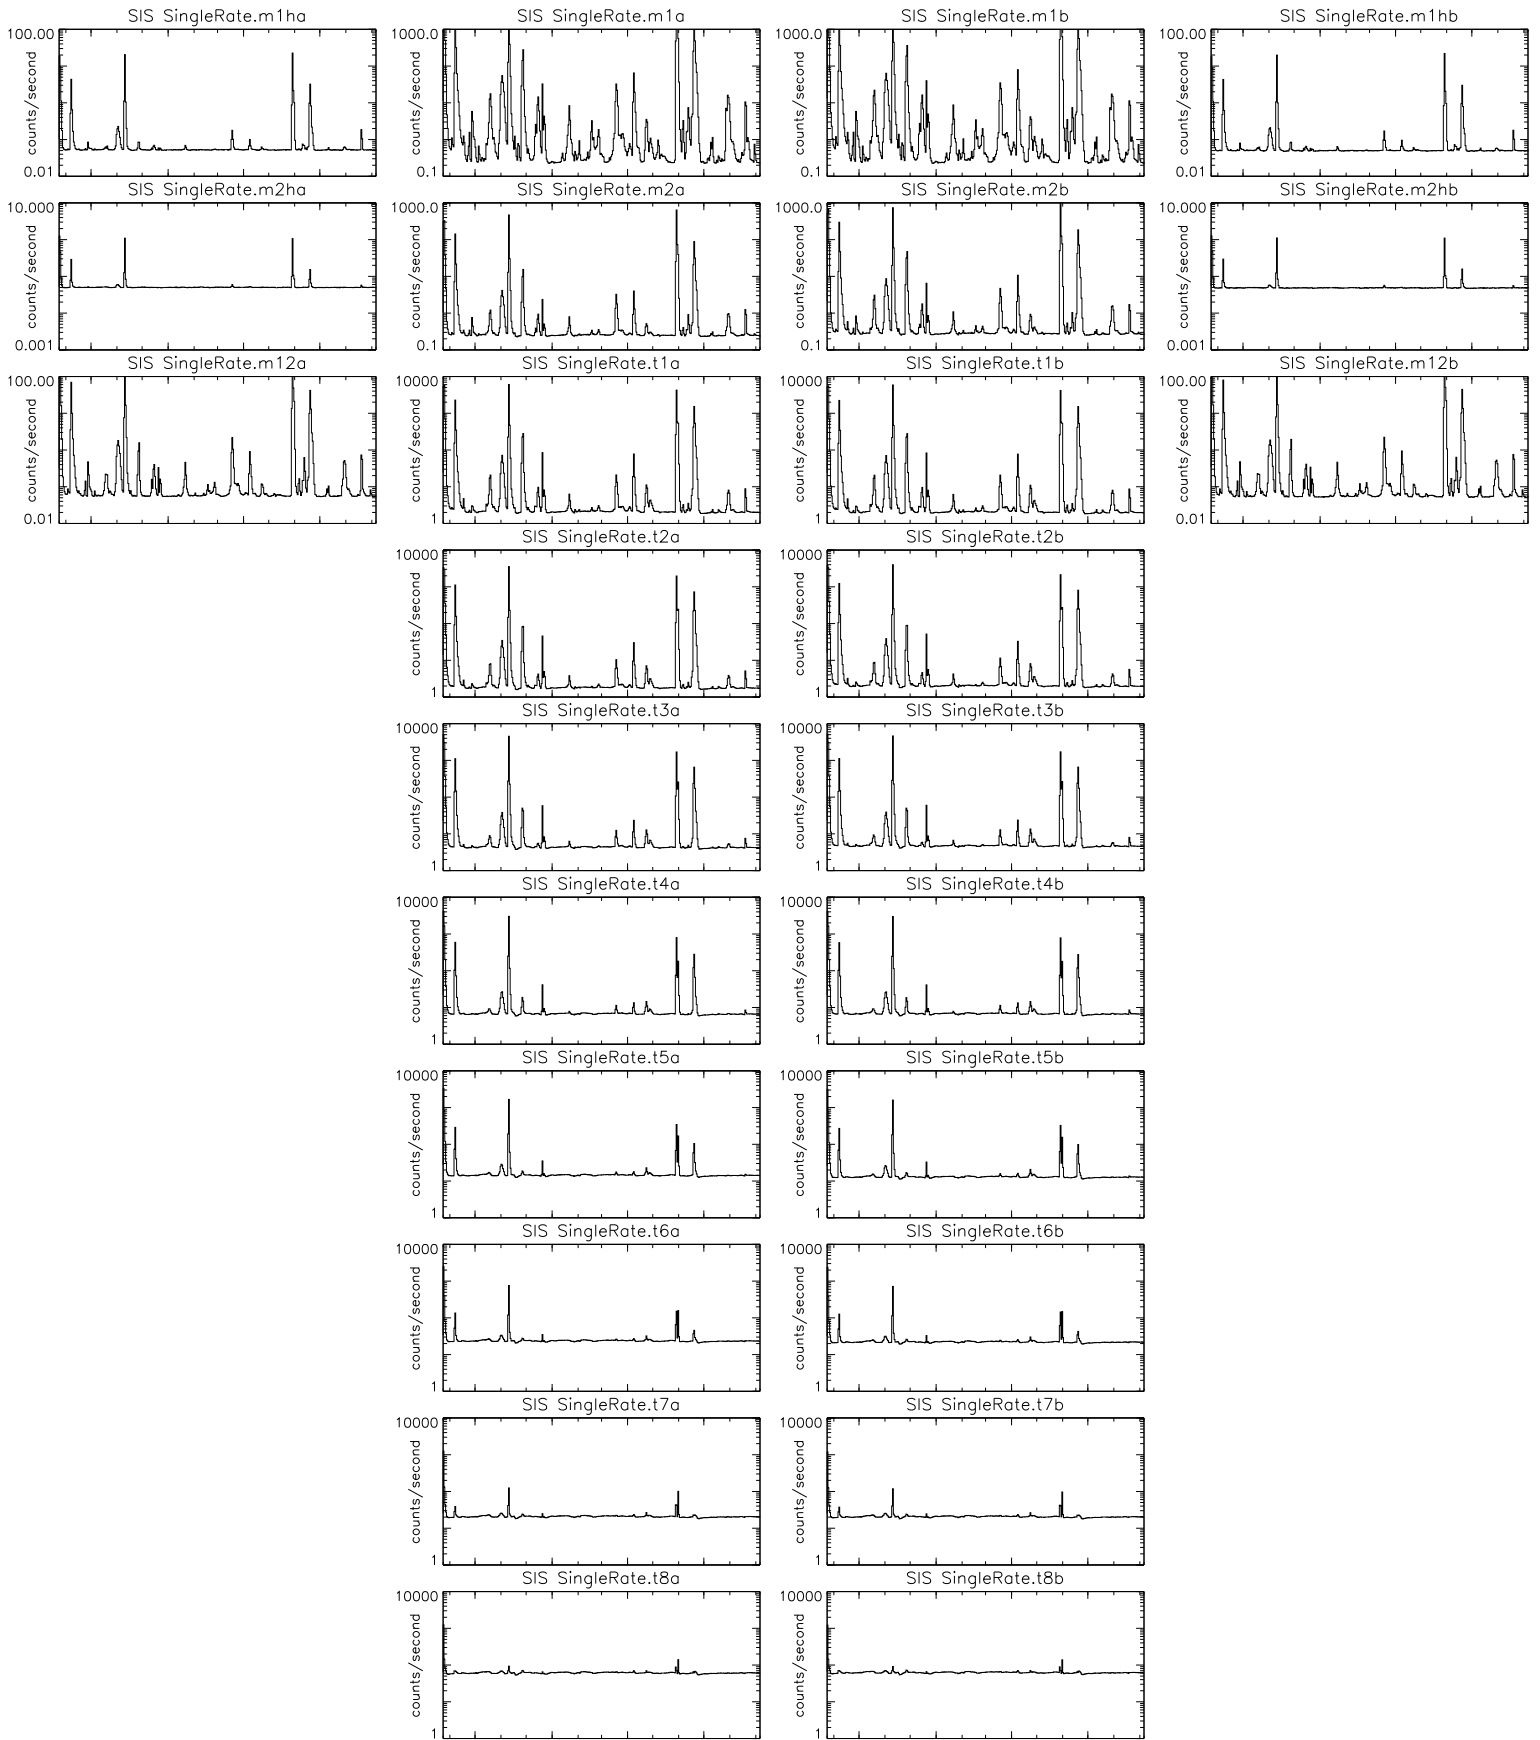 SIS SingleRate.m1ha SIS SingleRate.m1a SIS SingleRate.m1b SIS SingleRate.m1hb
100.00 1000.0 1000.0 100.00
counts/second counts/second counts/second counts/second
0.01 0.1 0.1 0.01
SIS SingleRate.m2ha SIS SingleRate.m2a SIS SingleRate.m2b SIS SingleRate.m2hb
10.000 1000.0 1000.0 10.000
counts/second counts/second counts/second counts/second
0.001 0.1 0.1 0.001
SIS SingleRate.m12a SIS SingleRate.t1a SIS SingleRate.t1b SIS SingleRate.m12b
100.00 10000 10000 100.00
counts/second counts/second counts/second counts/second
0.01 1 1 0.01
SIS SingleRate.t2a SIS SingleRate.t2b
10000 10000
counts/second counts/second
1 1
SIS SingleRate.t3a SIS SingleRate.t3b
10000 10000
counts/second counts/second
1 1
SIS SingleRate.t4a SIS SingleRate.t4b
10000 10000
counts/second counts/second
1 1
SIS SingleRate.t5a SIS SingleRate.t5b
10000 10000
counts/second counts/second
1 1
SIS SingleRate.t6a SIS SingleRate.t6b
10000 10000
counts/second counts/second
1 1
SIS SingleRate.t7a SIS SingleRate.t7b
10000 10000
counts/second counts/second
1 1
SIS SingleRate.t8a SIS SingleRate.t8b
10000 10000
counts/second counts/second
1 1